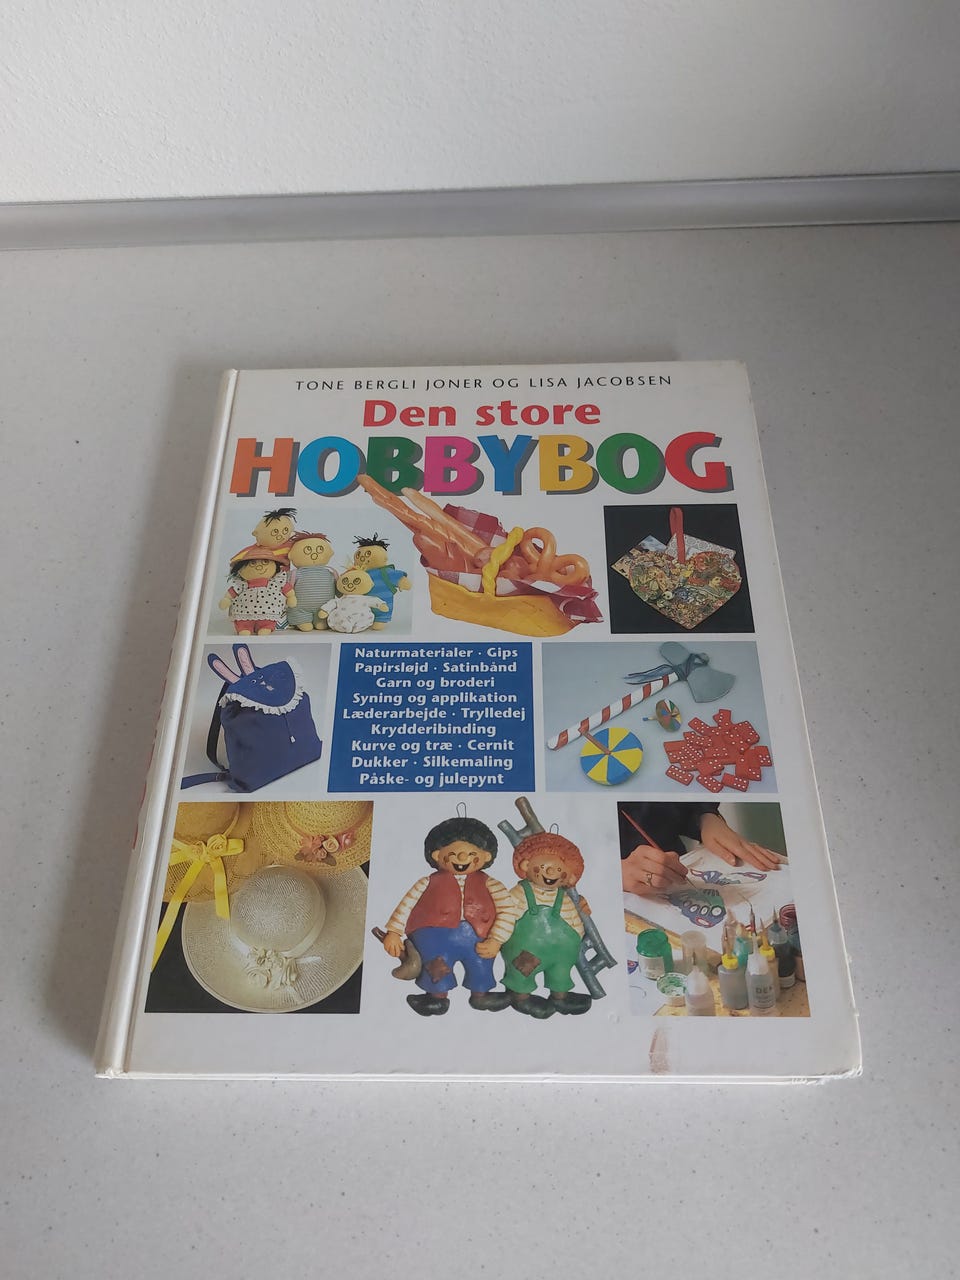 TONE BERGLI JONER OG LISA JACOBSEN
Den store
HOBBYBOG
Naturmaterialer · Gips
Papirsløjd · Satinbånd
Garn og broderi
Syning og applikation
Læderarbejde · Trylledej
Krydderibinding
Kurve og træ · Cernit
Dukker · Silkemaling
Påske- og julepynt